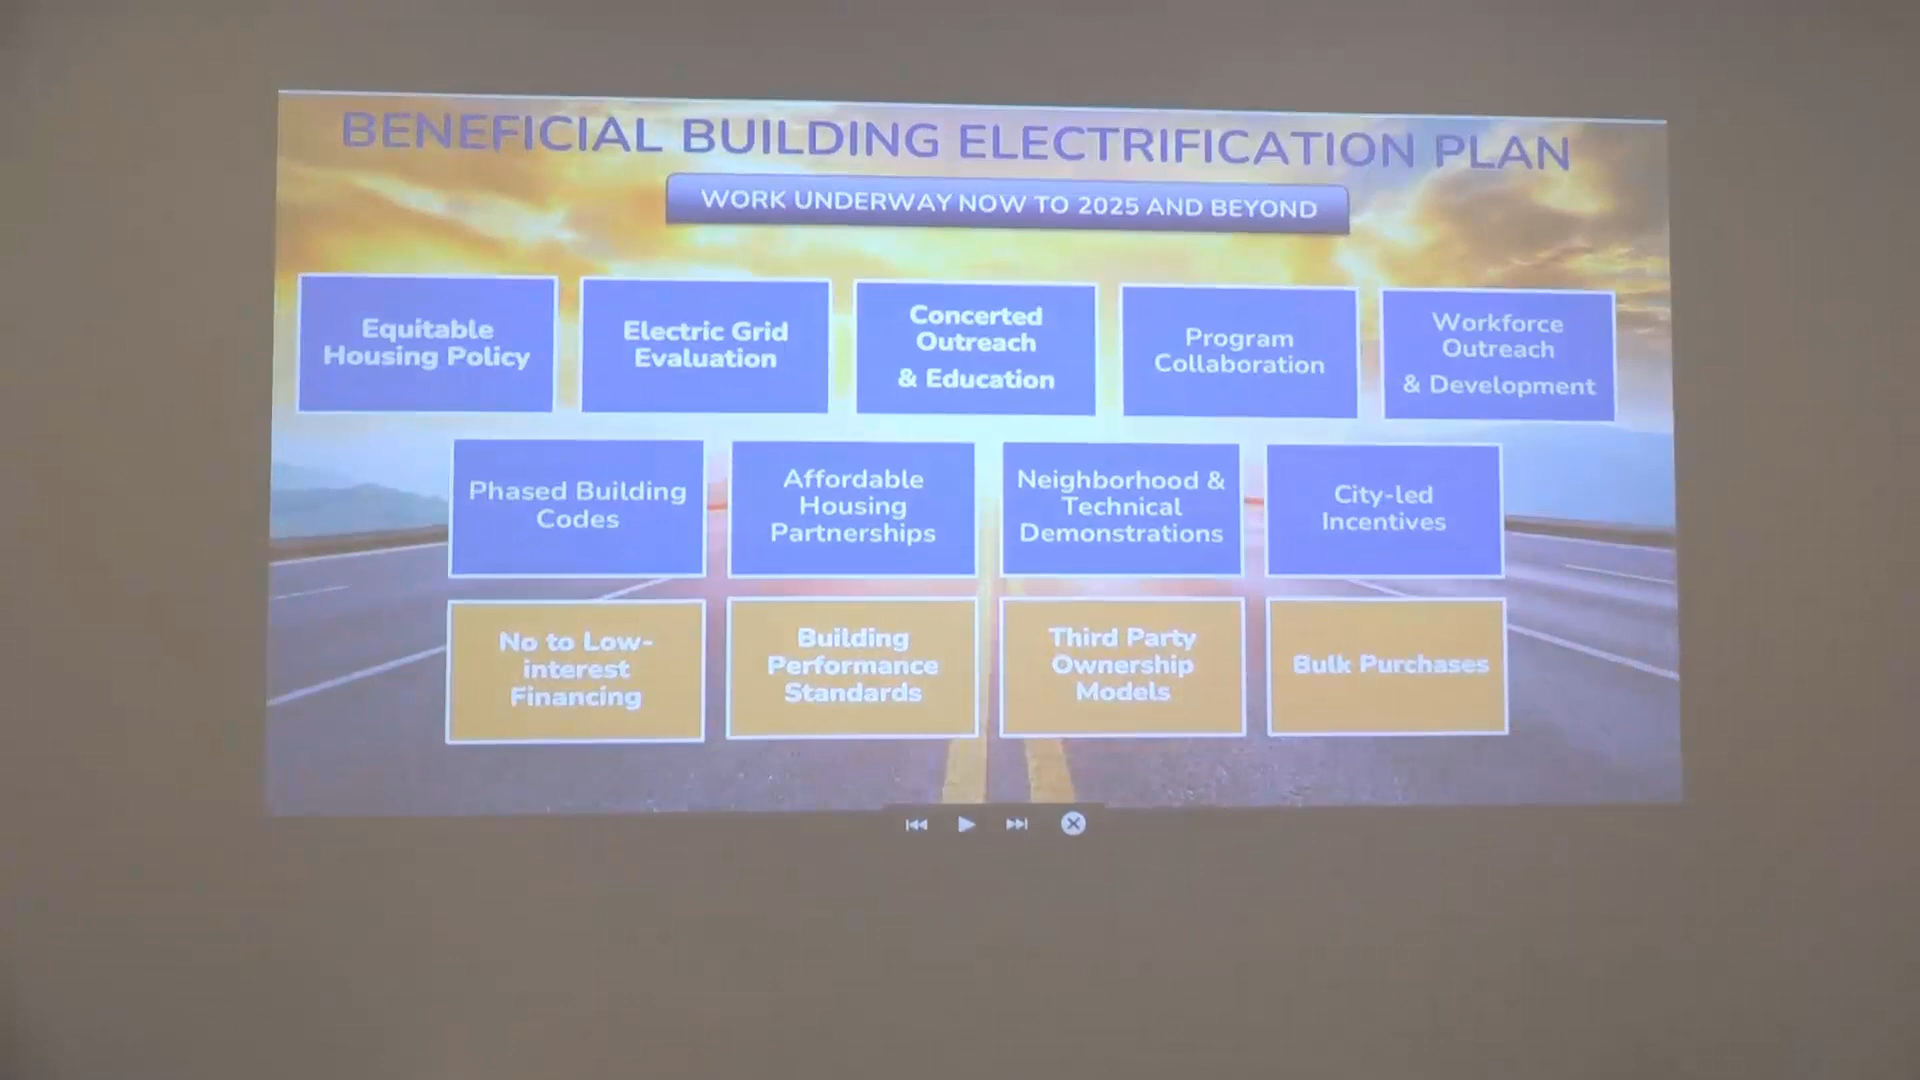 BENEFICIAL BUILDING ELECTRIFICATION PLAN
WORK UNDERWAY NOW TO 2025 AND BEYOND
Equitable
Housing Policy
Electric Grid
Evaluation
Concerted
Outreach
& Education
Program
Collaboration
Workforce
Outreach
& Development
Phased Building
Codes
Affordable
Housing
Partnerships
Neighborhood &
Technical
Demonstrations
City-led
Incentives
No to Low-
interest
Financing
Building
Performance
Standards
Third Party
Ownership
Models
Bulk Purchases